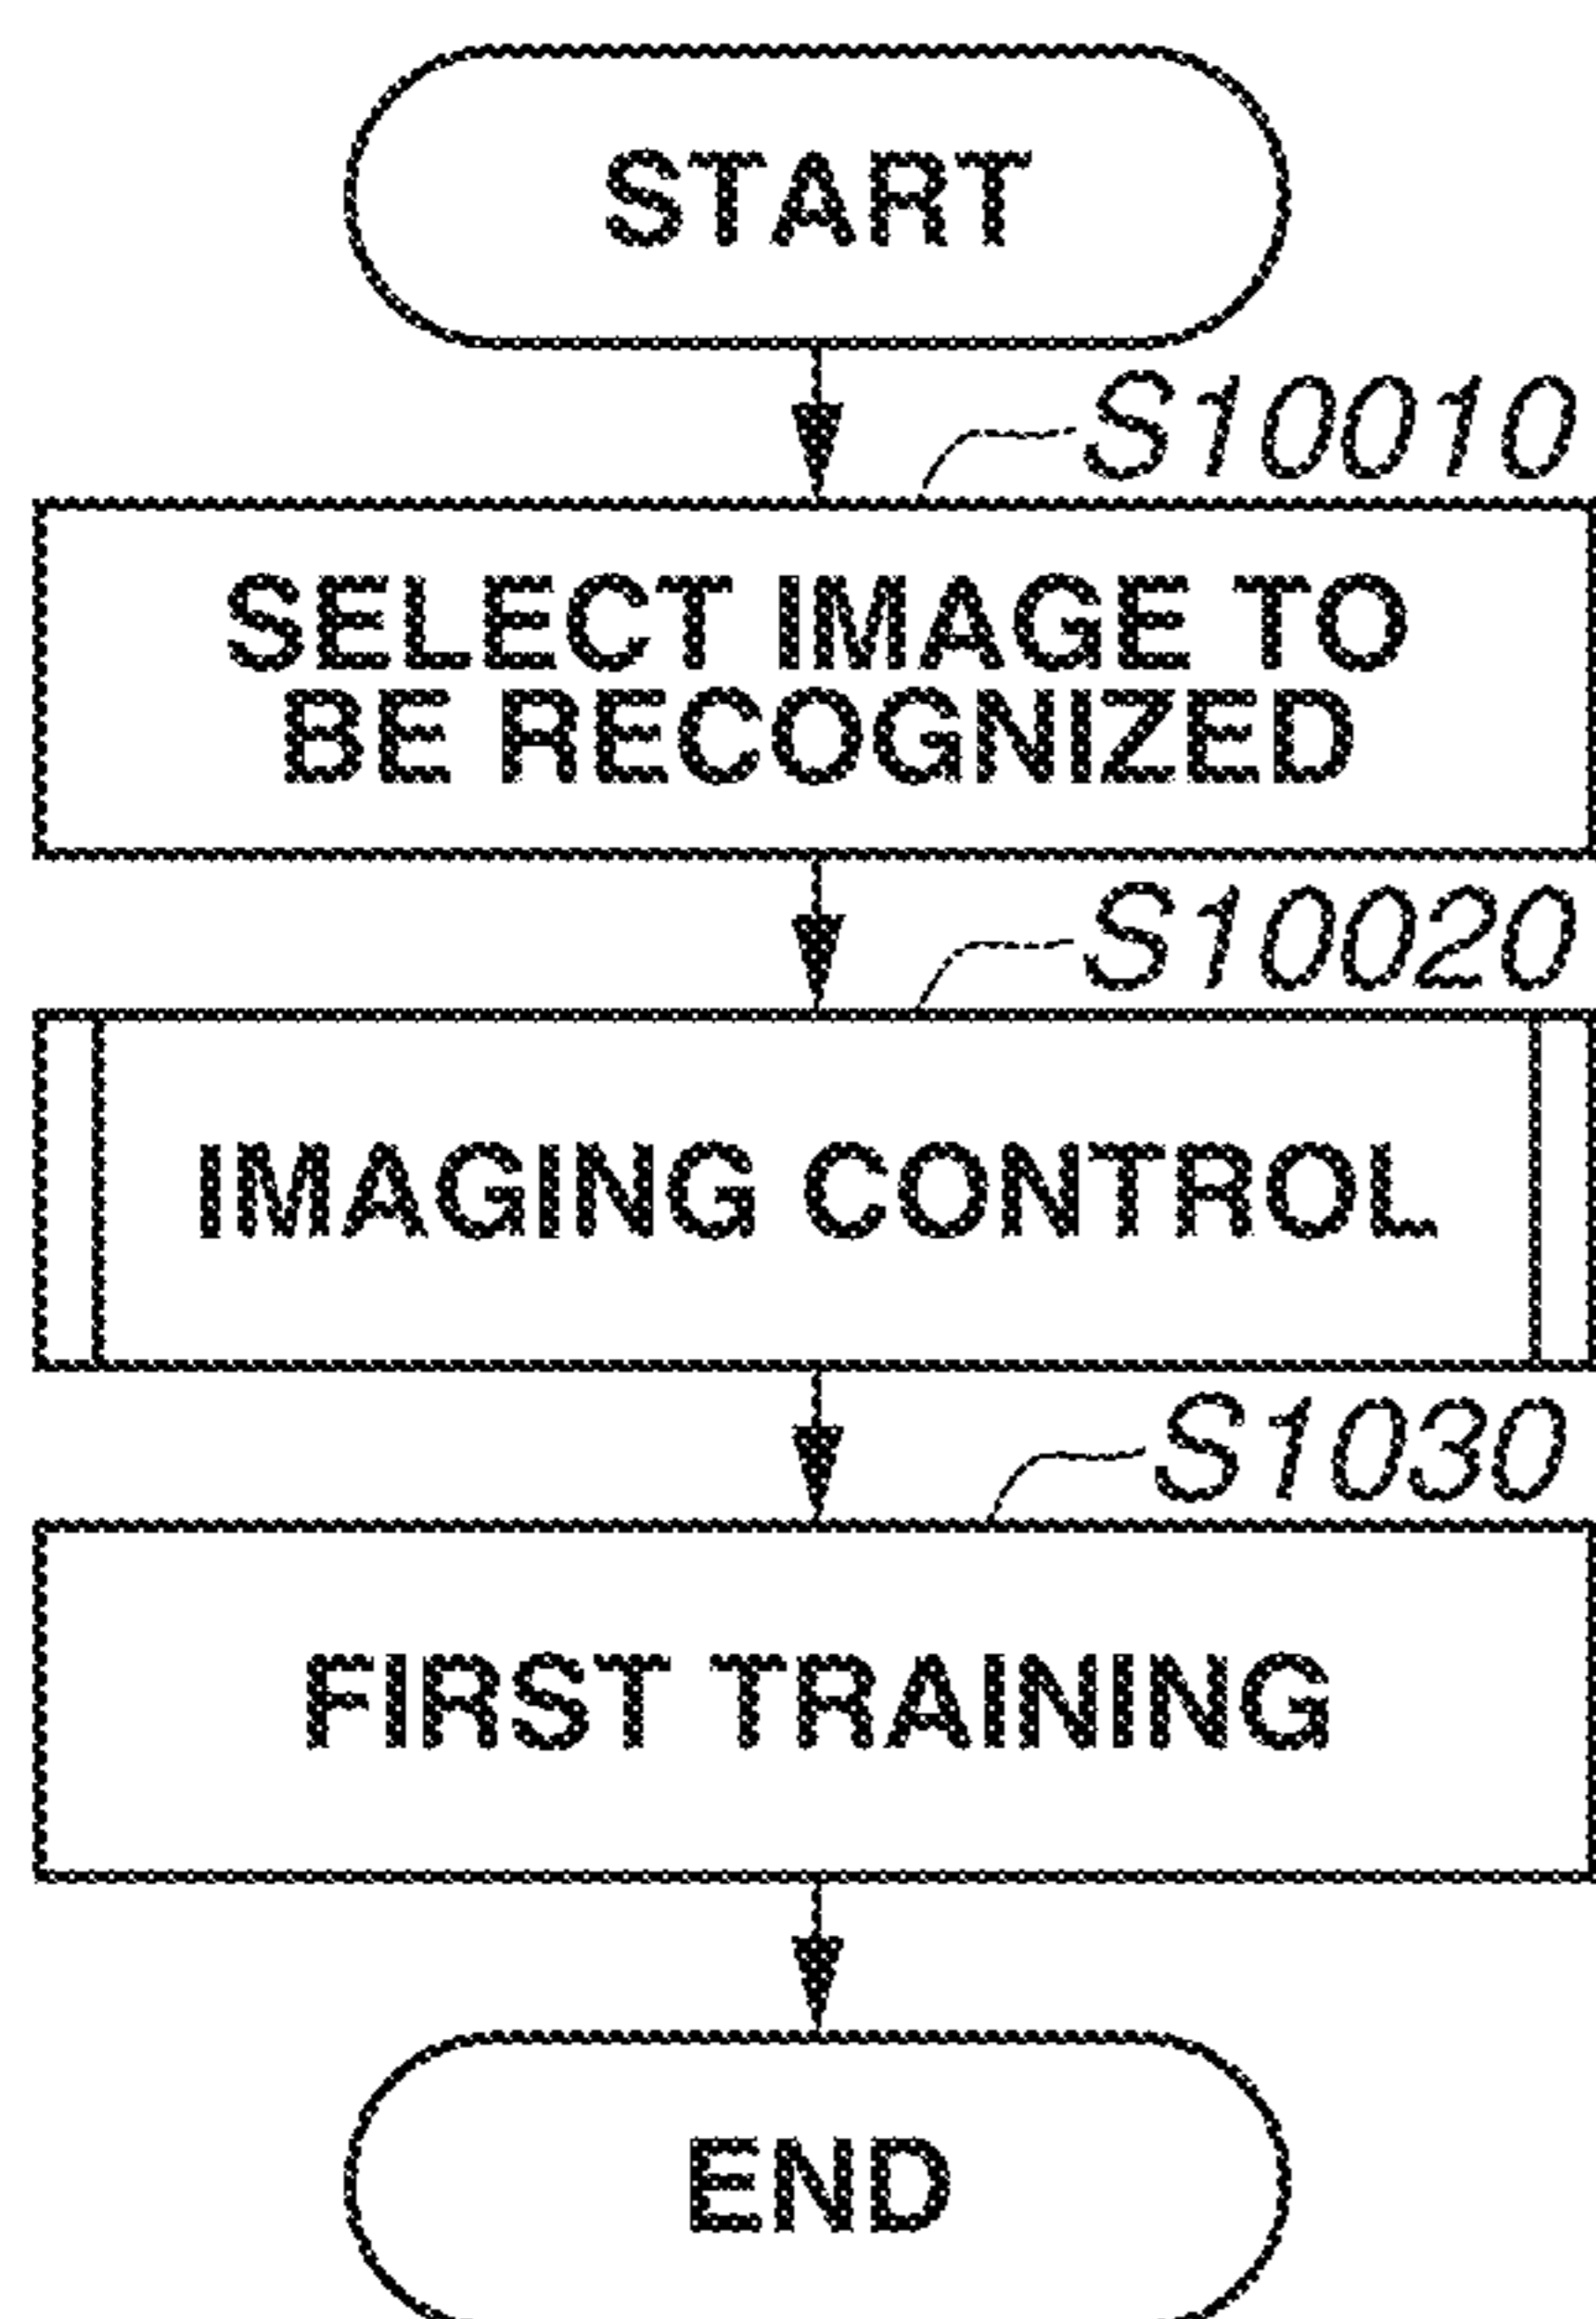 START
S10010
SELECT IMAGE TO
BE RECOGNIZED
S10020
IMAGING CONTROL
S1030
FIRST TRAINING
END